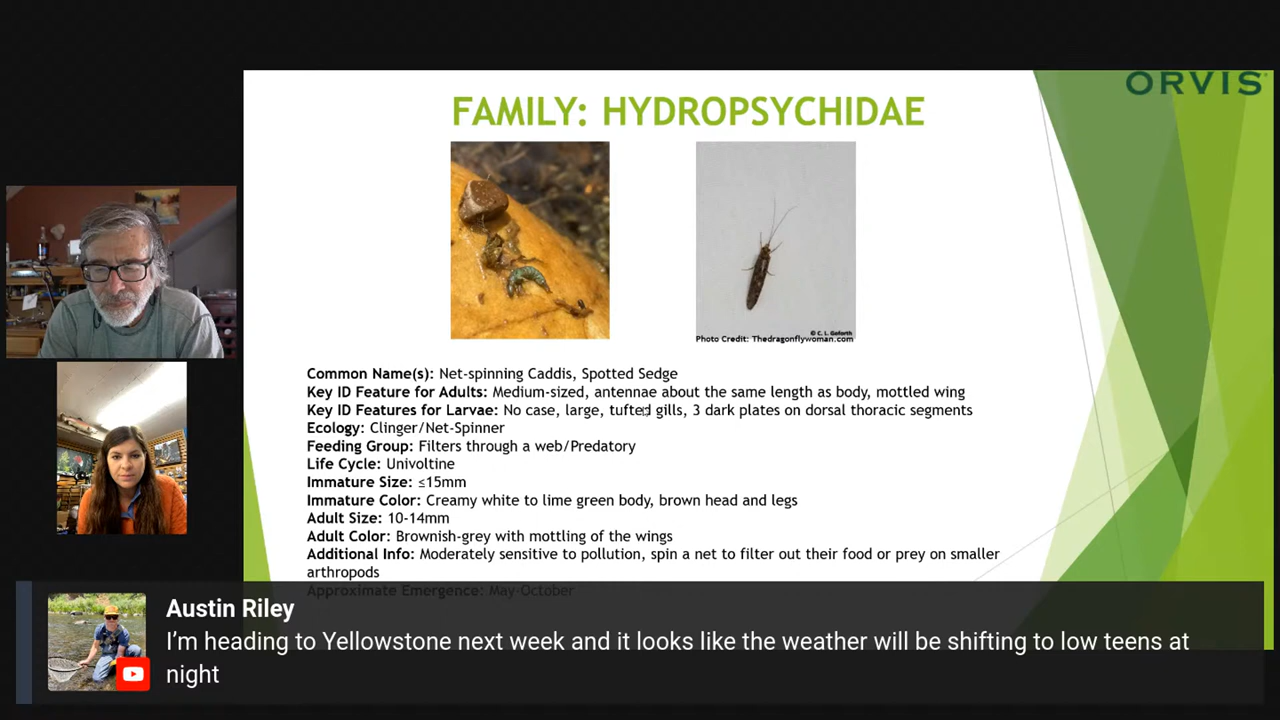 ORVIS
FAMILY: HYDROPSYCHIDAE
© C. L. Goforth
Photo Credit: Thedragonflywoman.com
Common Name(s): Net-spinning Caddis, Spotted Sedge
Key ID Feature for Adults: Medium-sized, antennae about the same length as body, mottled wing
Key ID Features for Larvae: No case, large, tufted gills, 3 dark plates on dorsal thoracic segments
Ecology: Clinger/Net-Spinner
Feeding Group: Filters through a web/Predatory
Life Cycle: Univoltine
Immature Size: ≤15mm
Immature Color: Creamy white to lime green body, brown head and legs
Adult Size: 10-14mm
Adult Color: Brownish-grey with mottling of the wings
Additional Info: Moderately sensitive to pollution, spin a net to filter out their food or prey on smaller
arthropods
Approximate Emergence: May-October
Austin Riley
I’m heading to Yellowstone next week and it looks like the weather will be shifting to low teens at
night